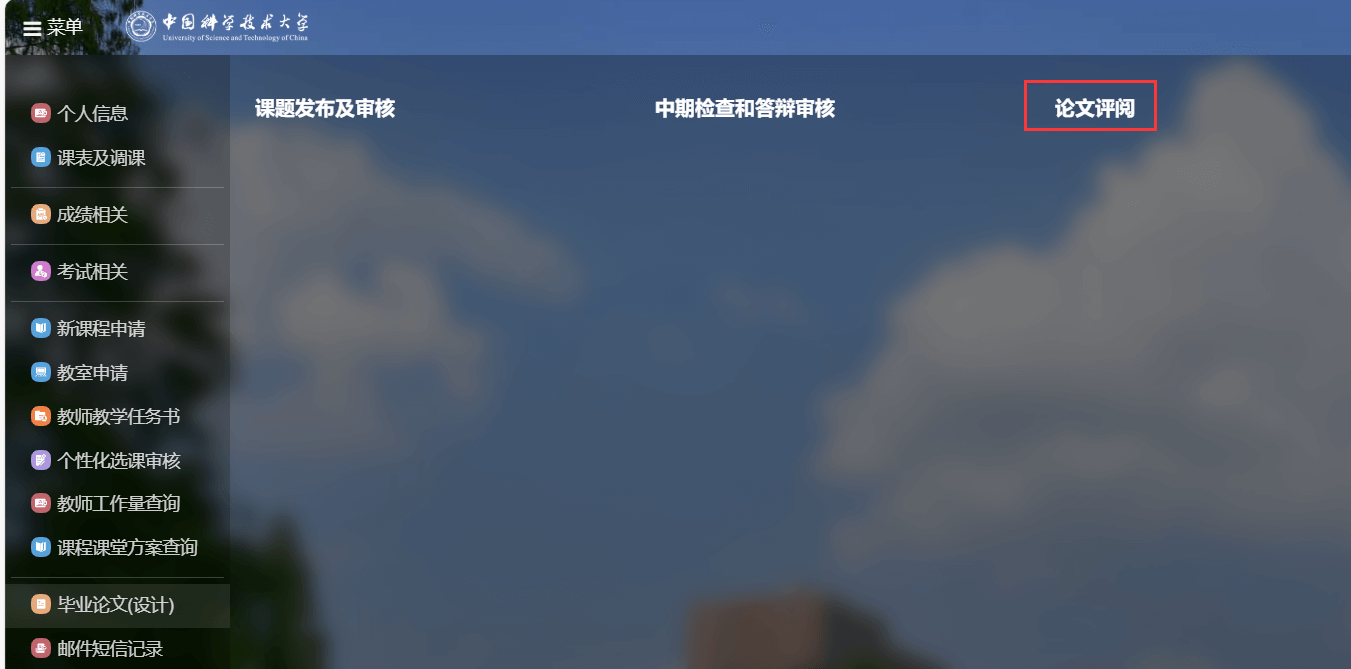 菜单
中国科学技术大学
University of Science and Technology of China
个人信息
课表及调课
成绩相关
考试相关
新课程申请
教室申请
教师教学任务书
个性化选课审核
教师工作量查询
课程课堂方案查询
毕业论文(设计)
邮件短信记录
课题发布及审核
中期检查和答辩审核
论文评阅